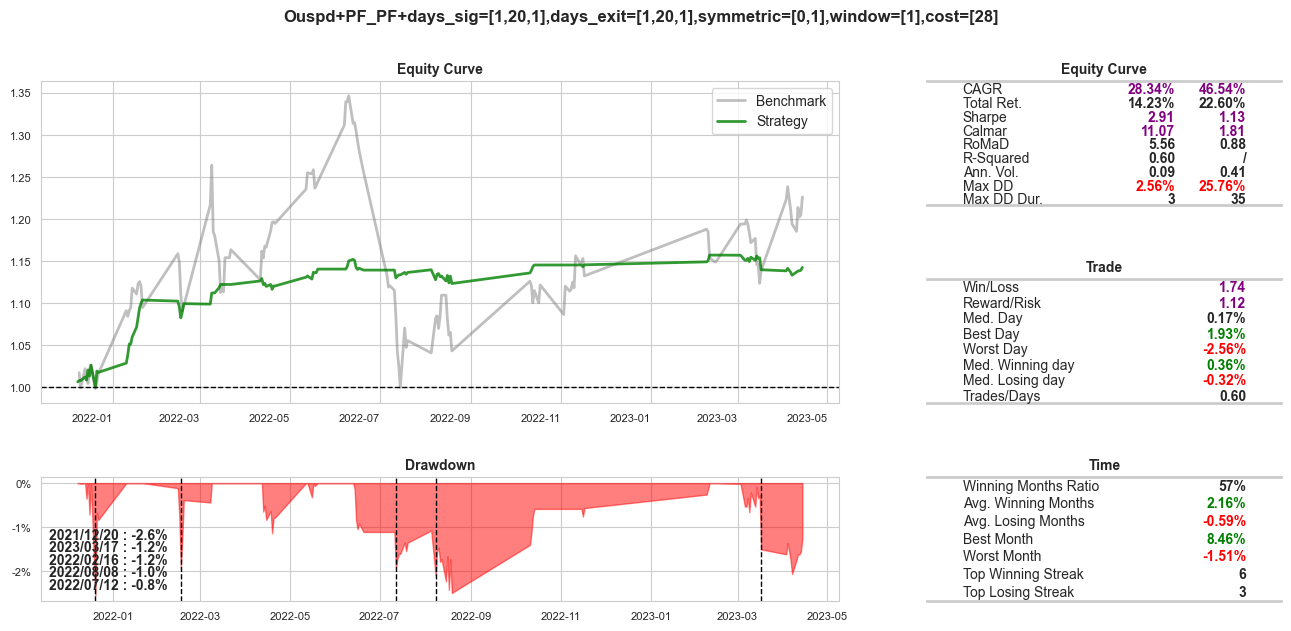 Ouspd+PF_PF+days_sig=[1,20,1],days_exit=[1,20,1],symmetric=[0,1],window=[1],cost=[28]
Equity Curve
1.35
1.30
1.25
1.20
1.15
1.10
1.05
1.00
Benchmark
Strategy
2022-01 2022-03 2022-05 2022-07 2022-09 2022-11 2023-01 2023-03 2023-05
Equity Curve
CAGR 28.34% 46.54%
Total Ret. 14.23% 22.60%
Sharpe 2.91 1.13
Calmar 11.07 1.81
RoMaD 5.56 0.88
R-Squared 0.60 /
Ann. Vol. 0.09 0.41
Max DD 2.56% 25.76%
Max DD Dur. 3 35
Trade
Win/Loss 1.74
Reward/Risk 1.12
Med. Day 0.17%
Best Day 1.93%
Worst Day -2.56%
Med. Winning day 0.36%
Med. Losing day -0.32%
Trades/Days 0.60
Drawdown
0%
-1%
-2%
2021/12/20 : -2.6%
2023/03/17 : -1.2%
2022/02/16 : -1.2%
2022/08/08 : -1.0%
2022/07/12 : -0.8%
2022-01 2022-03 2022-05 2022-07 2022-09 2022-11 2023-01 2023-03 2023-05
Time
Winning Months Ratio 57%
Avg. Winning Months 2.16%
Avg. Losing Months -0.59%
Best Month 8.46%
Worst Month -1.51%
Top Winning Streak 6
Top Losing Streak 3